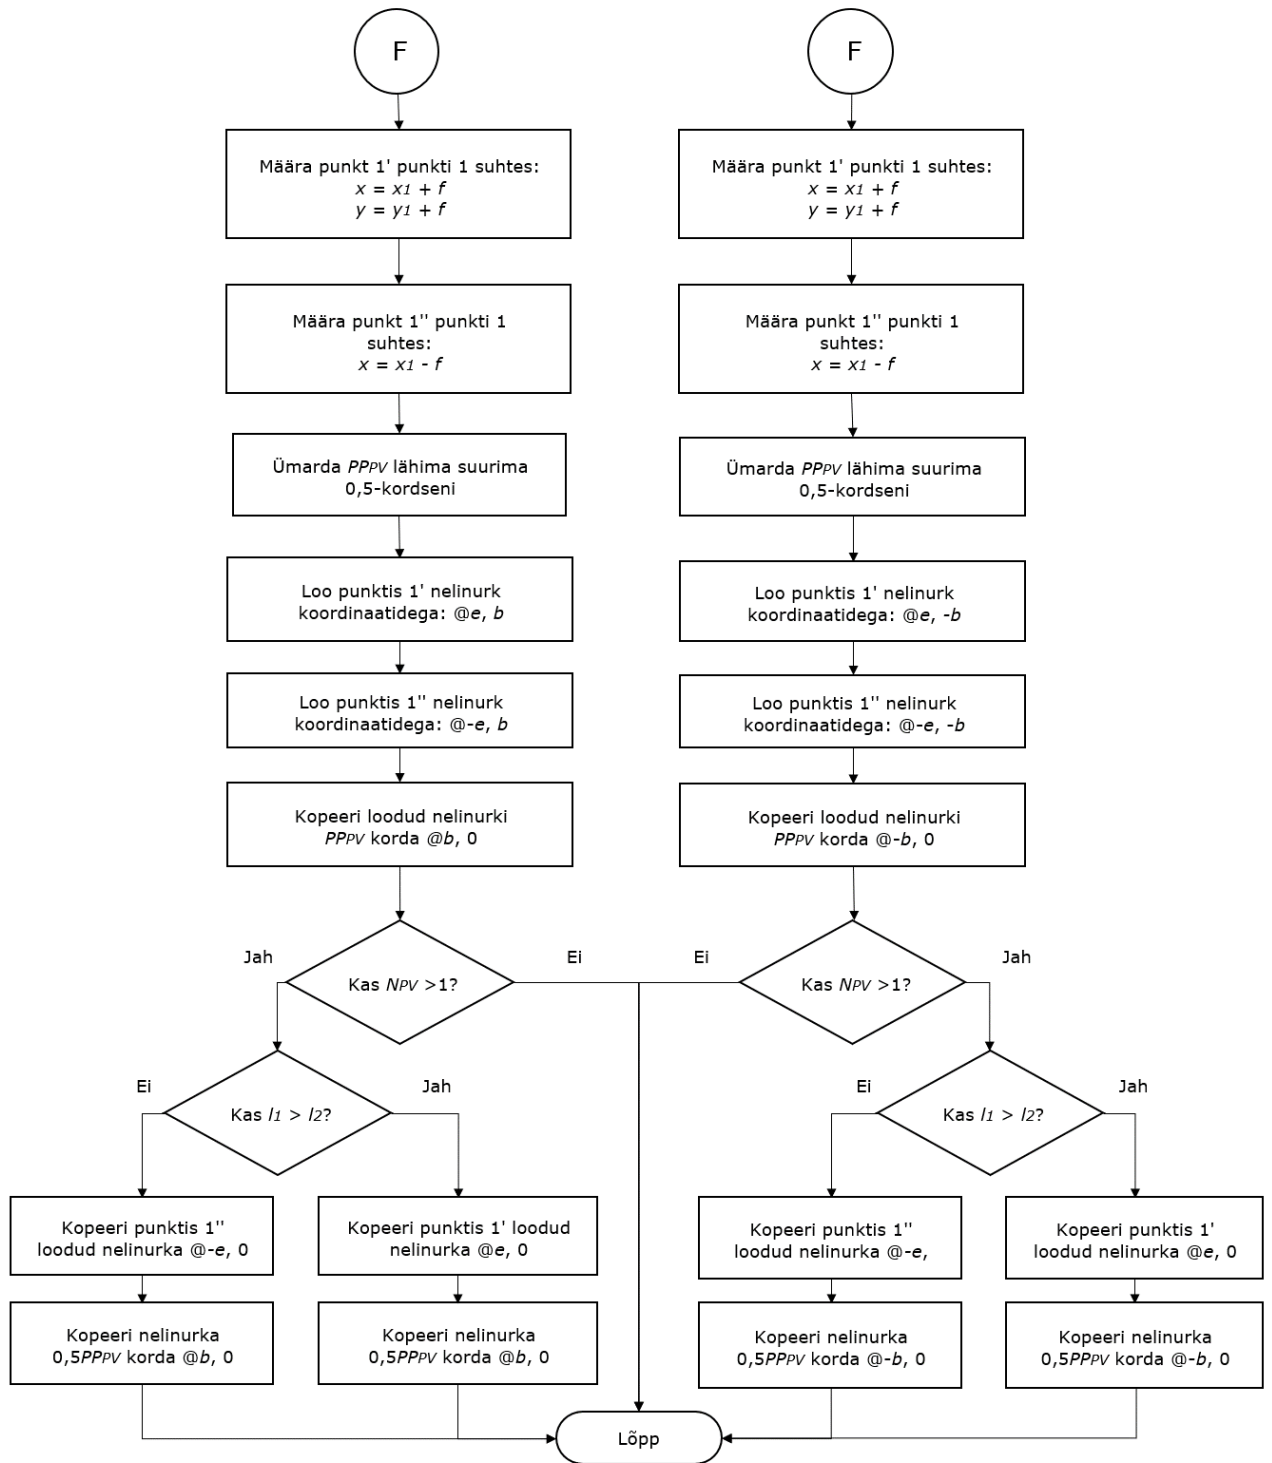 F
Määra punkt 1' punkti 1 suhtes:
x = x1 + f
y = y1 + f
Määra punkt 1'' punkti 1
suhtes:
x = x1 - f
Ümarda PPPV lähima suurima
0,5-kordseni
Loo punktis 1' nelinurk
koordinaatidega: @e, b
Loo punktis 1'' nelinurk
koordinaatidega: @-e, b
Kopeeri loodud nelinurki
PPPV korda @b, 0
Jah
Kas NPV >1?
Ei
Ei
Kas l1 > l2?
Jah
Kopeeri punktis 1''
loodud nelinurka @-e, 0
Kopeeri nelinurka
0,5PPPV korda @b, 0
Kopeeri punktis 1' loodud
nelinurka @e, 0
Kopeeri nelinurka
0,5PPPV korda @b, 0
F
Määra punkt 1' punkti 1 suhtes:
x = x1 + f
y = y1 + f
Määra punkt 1'' punkti 1
suhtes:
x = x1 - f
Ümarda PPPV lähima suurima
0,5-kordseni
Loo punktis 1' nelinurk
koordinaatidega: @e, -b
Loo punktis 1'' nelinurk
koordinaatidega: @-e, -b
Kopeeri loodud nelinurki
PPPV korda @-b, 0
Ei
Kas NPV >1?
Jah
Ei
Kas l1 > l2?
Jah
Kopeeri punktis 1''
loodud nelinurka @-e,
Kopeeri nelinurka
0,5PPPV korda @-b, 0
Kopeeri punktis 1'
loodud nelinurka @e, 0
Kopeeri nelinurka
0,5PPPV korda @-b, 0
Lõpp